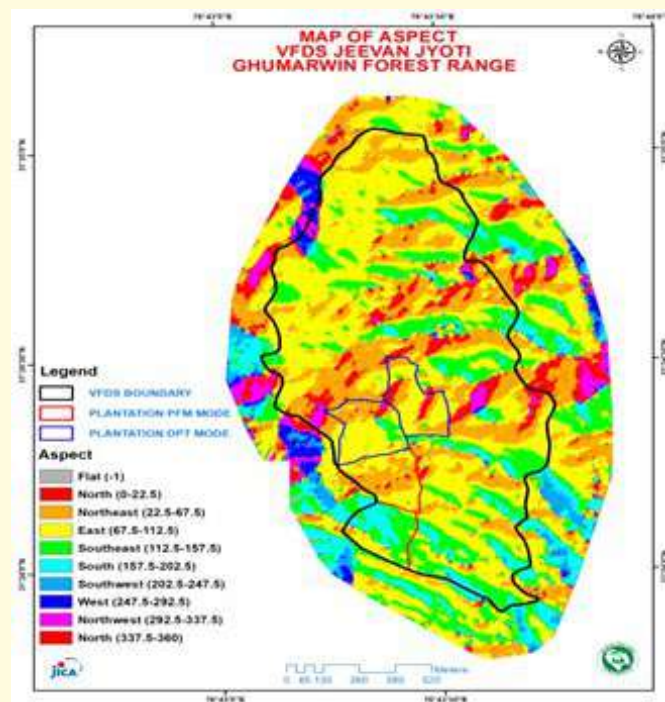 MAP OF ASPECT
VFDS JEEVAN JYOTI
GHUMARWIN FOREST RANGE
Legend
VFDS BOUNDARY
PLANTATION PFM MODE
PLANTATION DPT MODE
Aspect
Flat (-1)
North (0-22.5)
Northeast (22.5-67.5)
East (67.5-112.5)
Southeast (112.5-157.5)
South (157.5-202.5)
Southwest (202.5-247.5)
West (247.5-292.5)
Northwest (292.5-337.5)
North (337.5-360)
JICA
Meters